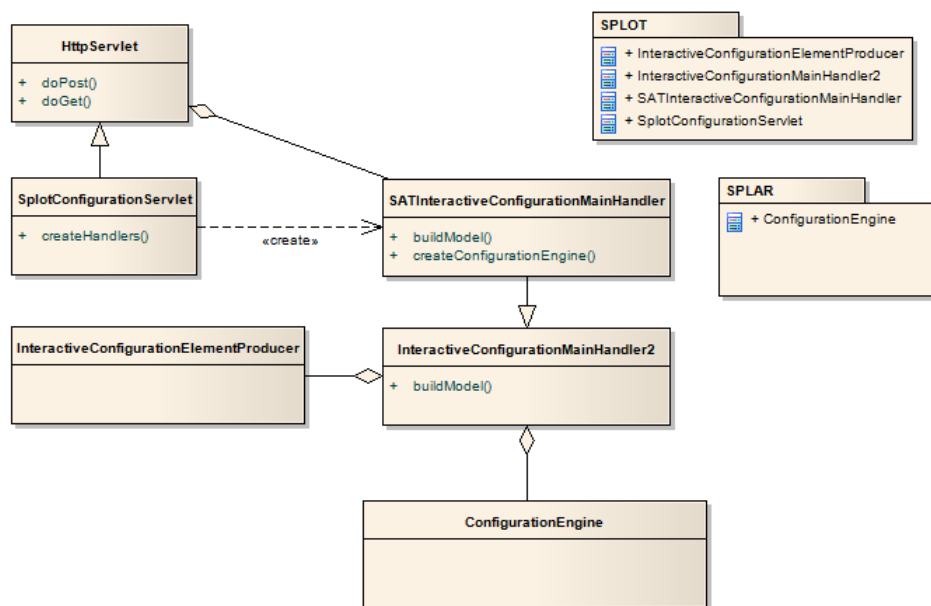 HttpServlet
+ doPost()
+ doGet()
SplotConfigurationServlet
+ createHandlers()
«create»
SATInteractiveConfigurationMainHandler
+ buildModel()
+ createConfigurationEngine()
InteractiveConfigurationElementProducer
InteractiveConfigurationMainHandler2
+ buildModel()
ConfigurationEngine
SPLOT
+ InteractiveConfigurationElementProducer
+ InteractiveConfigurationMainHandler2
+ SATInteractiveConfigurationMainHandler
+ SplotConfigurationServlet
SPLAR
+ ConfigurationEngine